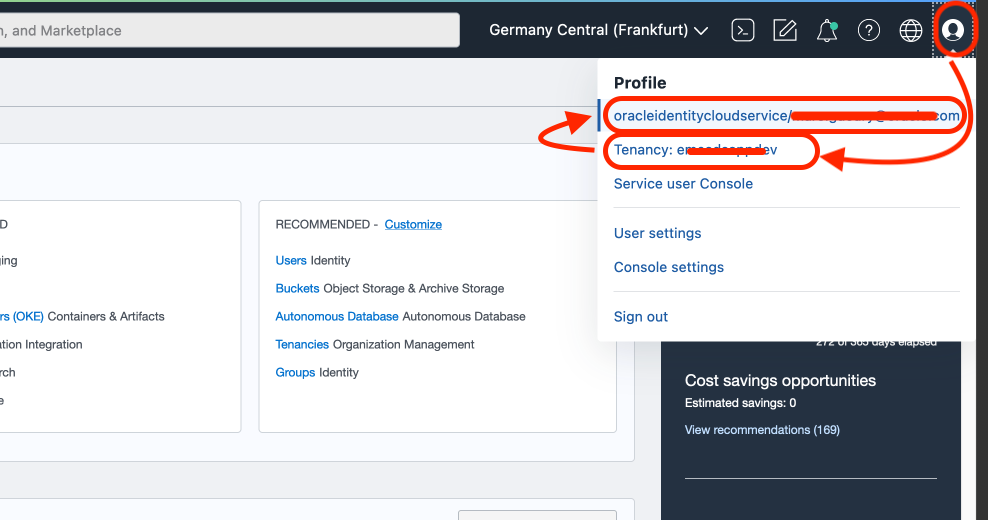 n, and Marketplace
Germany Central (Frankfurt)
Profile
oracleidentitycloudservice/
com
Tenancy: em
dev
Service user Console
User settings
Console settings
Sign out
D
RECOMMENDED - Customize
ging
Users Identity
Buckets Object Storage & Archive Storage
rs (OKE) Containers & Artifacts
Autonomous Database Autonomous Database
ation Integration
Tenancies Organization Management
rch
Groups Identity
e
272 of 365 days elapsed
Cost savings opportunities
Estimated savings: 0
View recommendations (169)